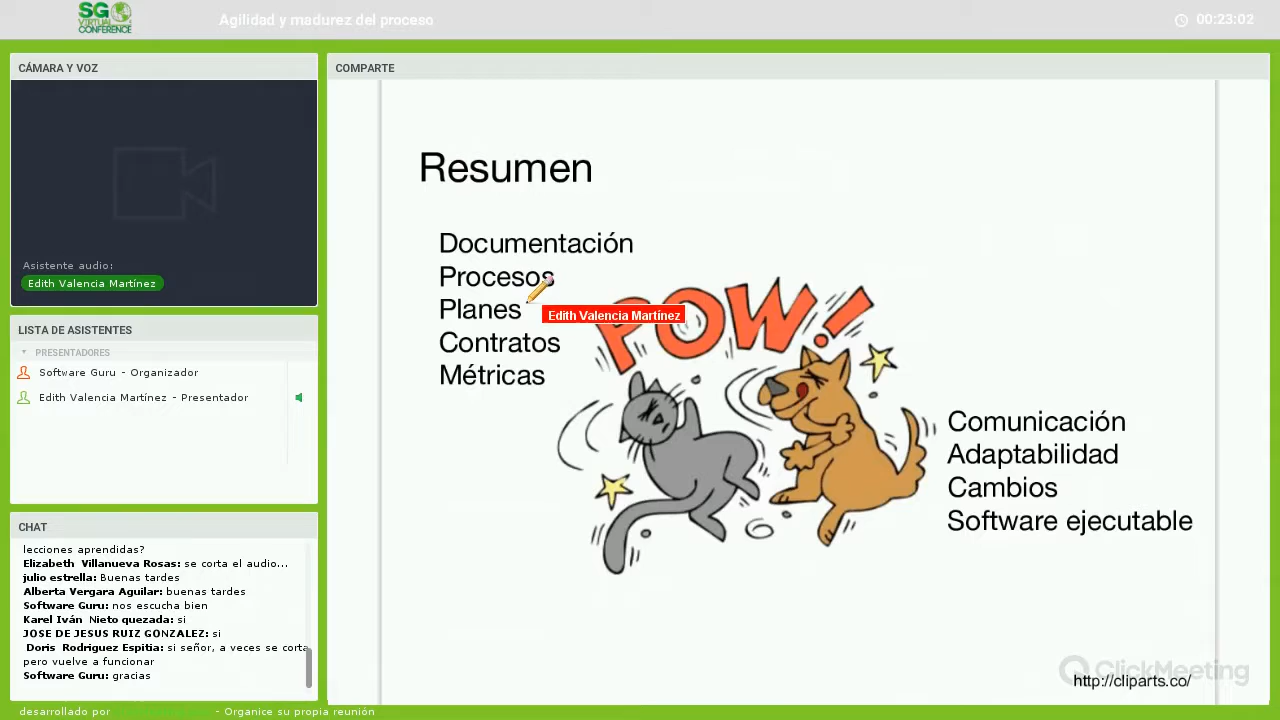 SG
VIRTUAL
CONFERENCE
Agilidad y madurez del proceso
00:23:02
CÁMARA Y VOZ
COMPARTE
Asistente audio:
Edith Valencia Martínez
LISTA DE ASISTENTES
PRESENTADORES
Software Guru - Organizador
Edith Valencia Martínez - Presentador
CHAT
lecciones aprendidas?
Elizabeth Villanueva Rosas: se corta el audio...
julio estrella: Buenas tardes
Alberta Vergara Aguilar: buenas tardes
Software Guru: nos escucha bien
Karel Iván Nieto quezada: si
JOSE DE JESUS RUIZ GONZALEZ: si
Doris Rodriguez Espitia: si señor, a veces se corta
pero vuelve a funcionar
Software Guru: gracias
Resumen
Documentación
Procesos
Planes
Edith Valencia Martínez
Contratos
Métricas
POW!
Comunicación
Adaptabilidad
Cambios
Software ejecutable
ClickMeeting
http://cliparts.co/
desarrollado por
- Organice su propia reunión